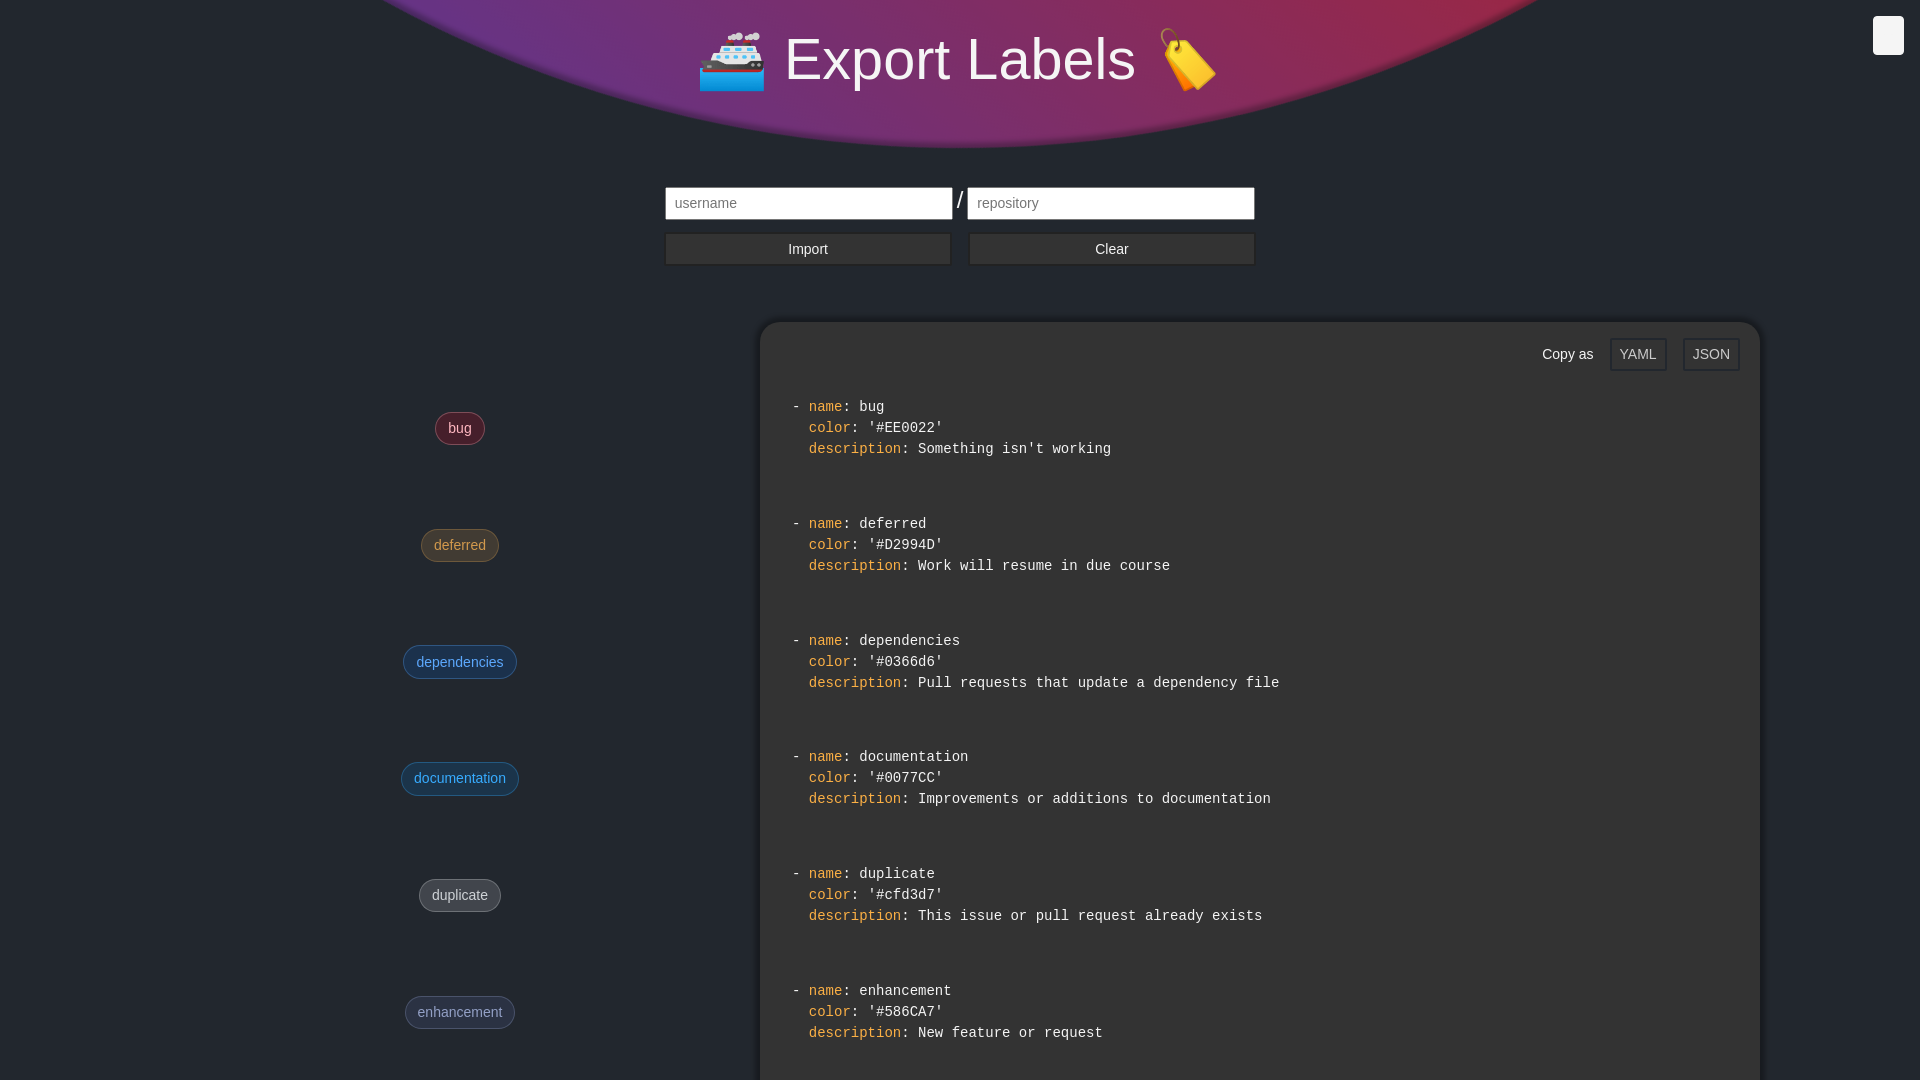 Export Labels
username / repository
Import Clear
Copy as YAML JSON
bug
- name: bug
color: '#EE0022'
description: Something isn't working
deferred
- name: deferred
color: '#D2994D'
description: Work will resume in due course
dependencies
- name: dependencies
color: '#0366d6'
description: Pull requests that update a dependency file
documentation
- name: documentation
color: '#0077CC'
description: Improvements or additions to documentation
duplicate
- name: duplicate
color: '#cfd3d7'
description: This issue or pull request already exists
enhancement
- name: enhancement
color: '#586CA7'
description: New feature or request